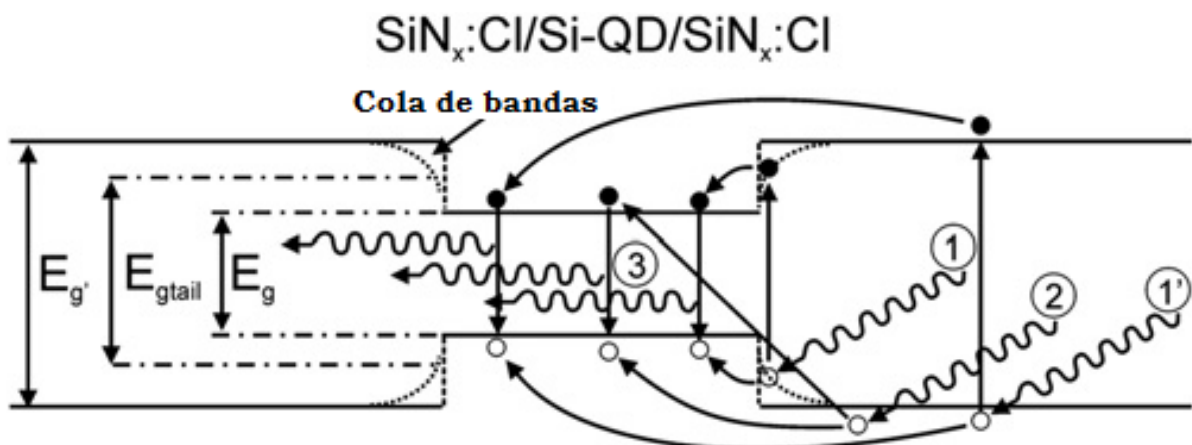 SiNx:Cl/Si-QD/SiNx:Cl
Cola de bandas
Eg' Egtail Eg
3 1 2 1'